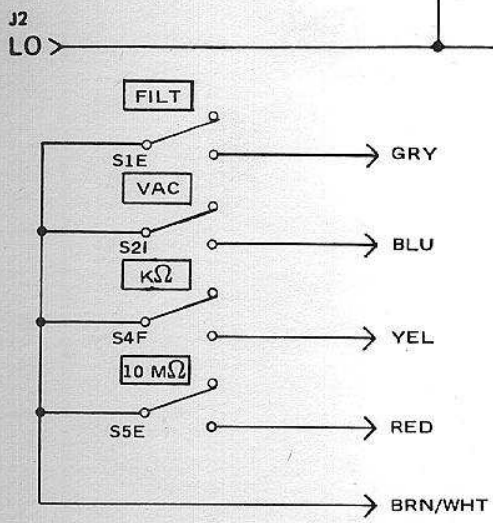 J2
LO
FILT
S1E
GRY
VAC
S2I
BLU
KΩ
S4F
YEL
10 MΩ
S5E
RED
BRN/WHT